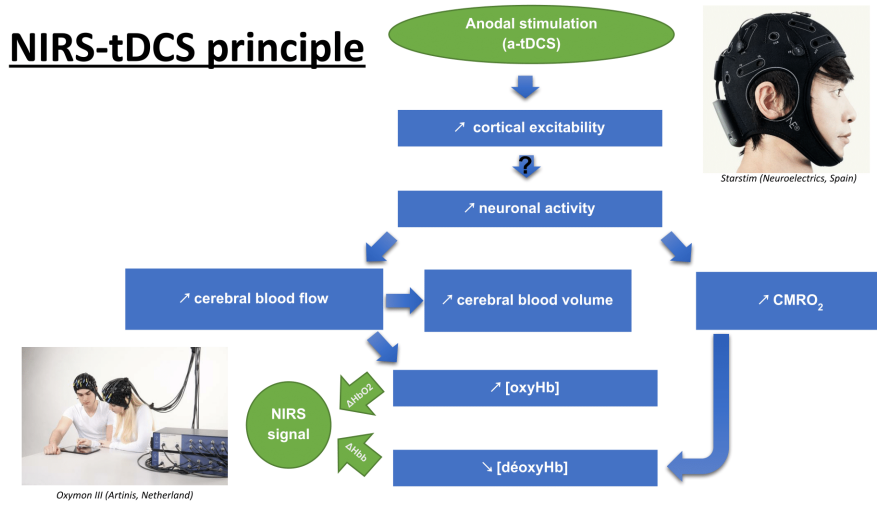 NIRS-tDCS principle
Anodal stimulation
(a-tDCS)
↗ cortical excitability
?
↗ neuronal activity
↗ cerebral blood flow
↗ cerebral blood volume
↗ CMRO₂
↗ [oxyHb]
↘ [déoxyHb]
ΔHbO2
ΔHbb
NIRS
signal
Starstim (Neuroelectrics, Spain)
Oxymon III (Artinis, Netherland)